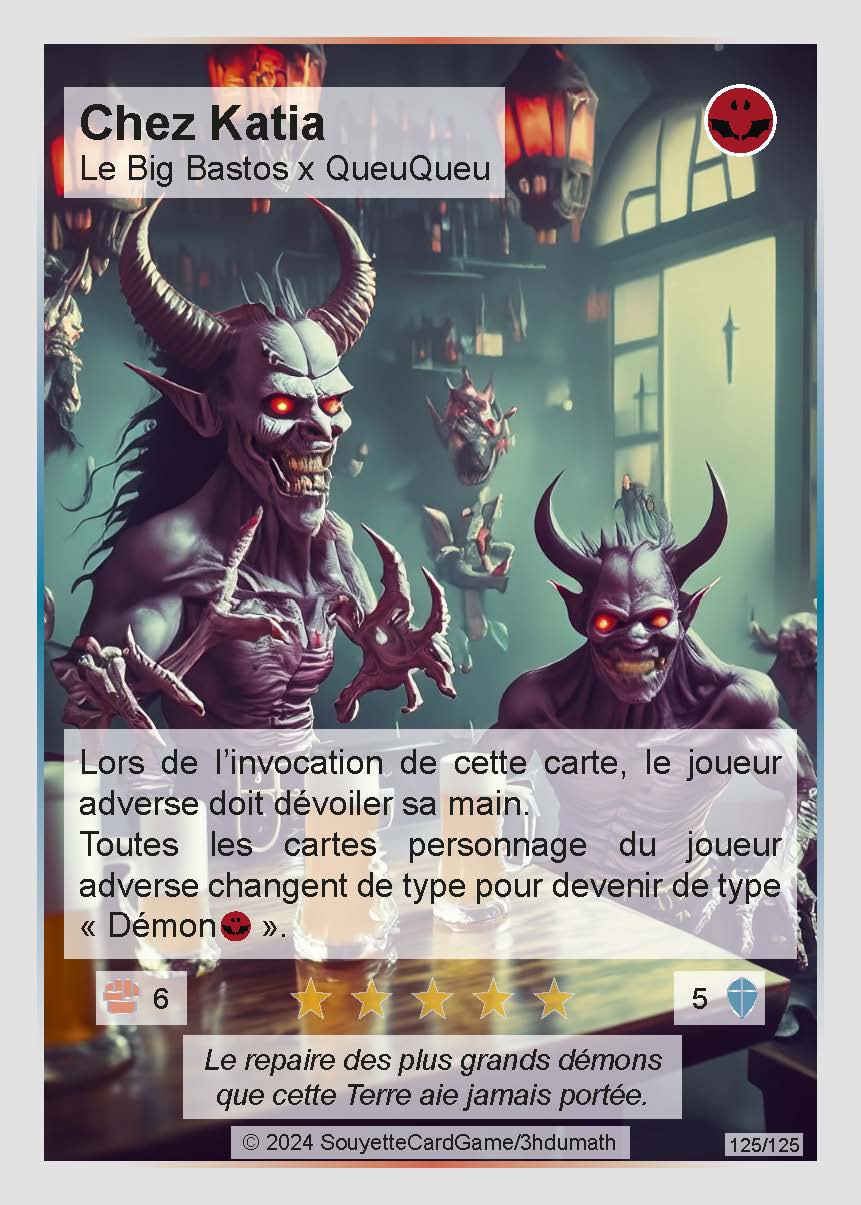 Chez Katia
Le Big Bastos x QueuQueu
Lors de l’invocation de cette carte, le joueur
adverse doit dévoiler sa main.
Toutes les cartes personnage du joueur
adverse changent de type pour devenir de type
« Démon ».
6
5
Le repaire des plus grands démons
que cette Terre aie jamais portée.
© 2024 SouyetteCardGame/3hdumath
125/125